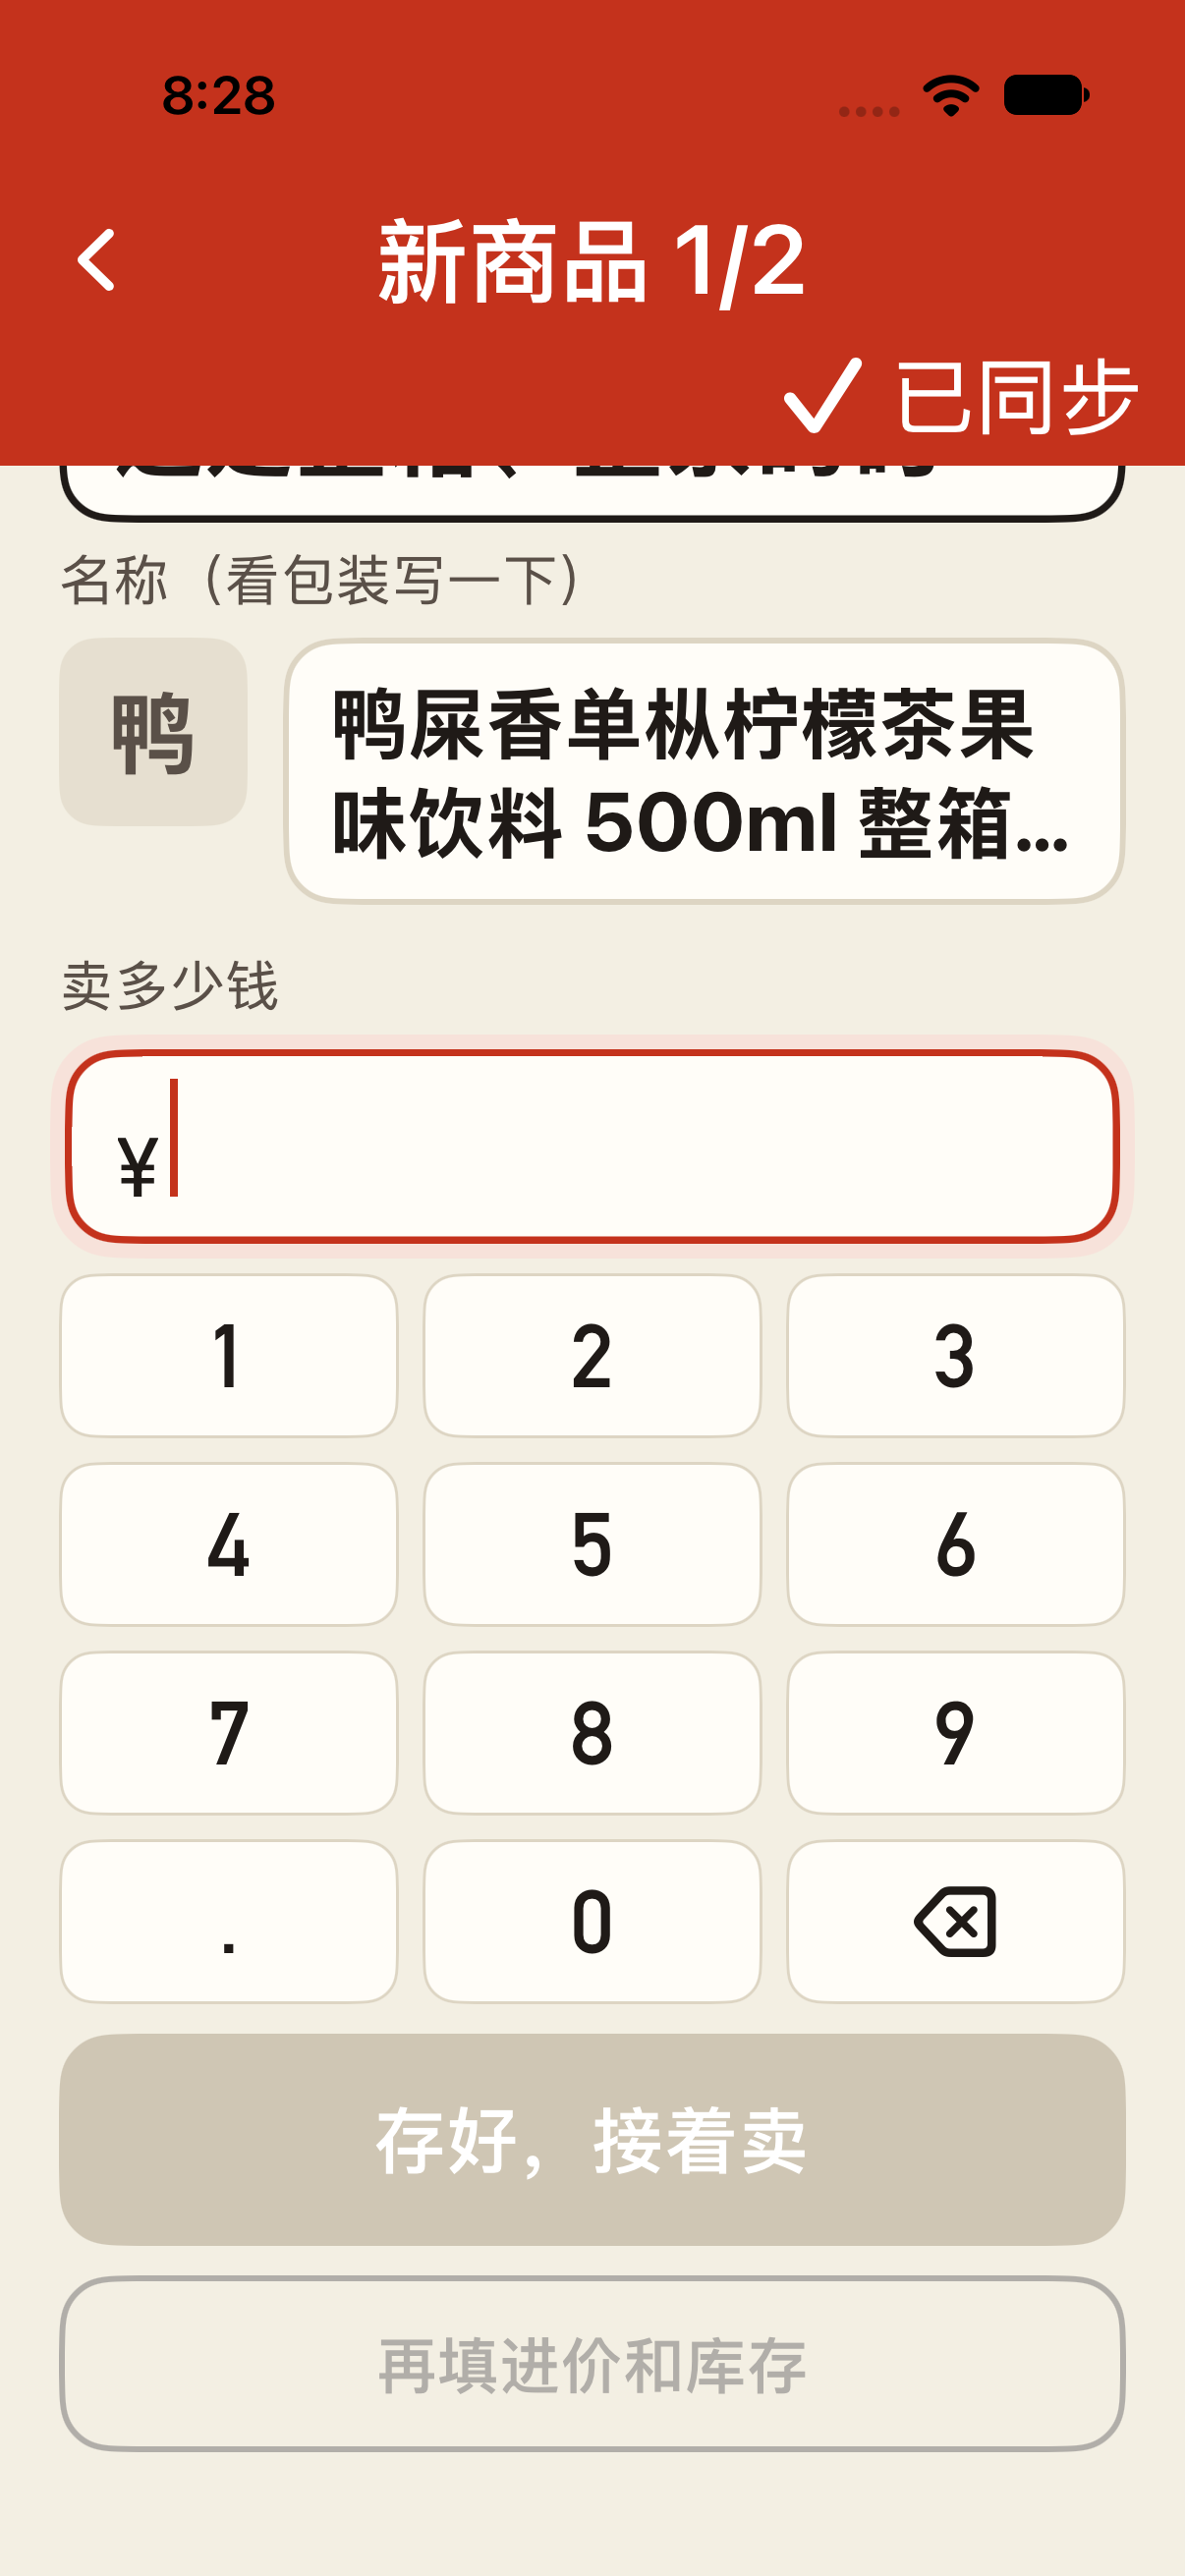 8:28
新商品 1/2
已同步
名称（看包装写一下）
鸭
鸭屎香单枞柠檬茶果
味饮料 500ml 整箱...
卖多少钱
¥
1 2 3
4 5 6
7 8 9
. 0
存好，接着卖
再填进价和库存